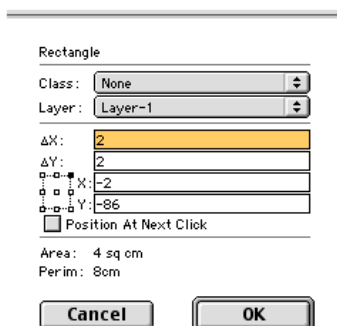 Rectangle
Class: None
Layer: Layer-1
ΔX: 2
ΔY: 2
X: -2
Y: -86
Position At Next Click
Area: 4 sq cm
Perim: 8cm
Cancel OK